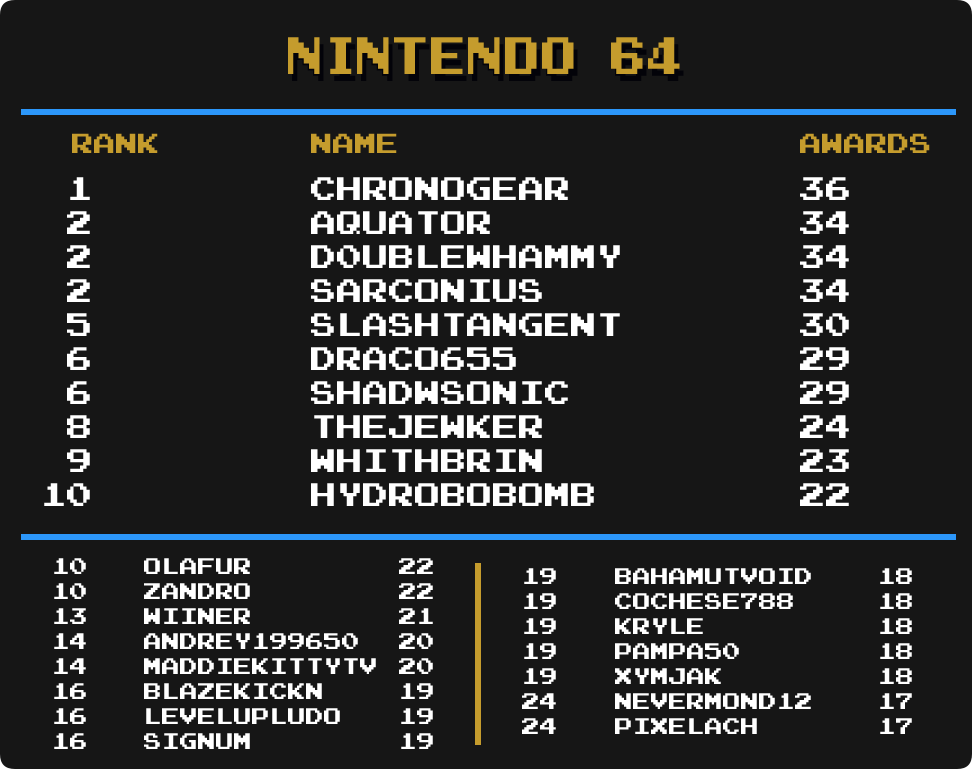 NINTENDO 64
RANK NAME AWARDS
1 CHRONOGEAR 36
2 AQUATOR 34
2 DOUBLEWHAMMY 34
2 SARCONIUS 34
5 SLASHTANGENT 30
6 DRACO655 29
6 SHADWSONIC 29
8 THEJEWKER 24
9 WHITHBRIN 23
10 HYDROBOBOMB 22
10 OLAFUR 22
10 ZANDRO 22
13 WIINER 21
14 ANDREY199650 20
14 MADDIEKITTYTV 20
16 BLAZEKICKN 19
16 LEVELUPLUDO 19
16 SIGNUM 19
19 BAHAMUTVOID 18
19 COCHESE788 18
19 KRYLE 18
19 PAMPA50 18
19 XYMJAK 18
24 NEVERMOND12 17
24 PIXELACH 17